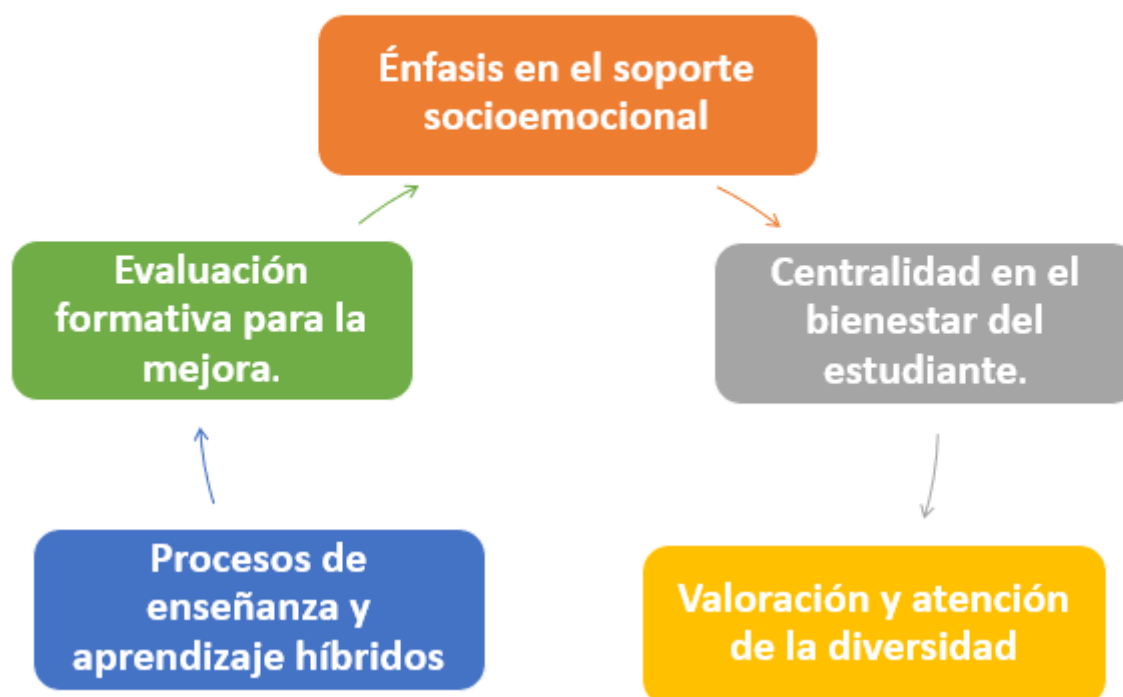 Énfasis en el soporte
socioemocional
Evaluación
formativa para la
mejora.
Centralidad en el
bienestar del
estudiante.
Procesos de
enseñanza y
aprendizaje híbridos
Valoración y atención
de la diversidad